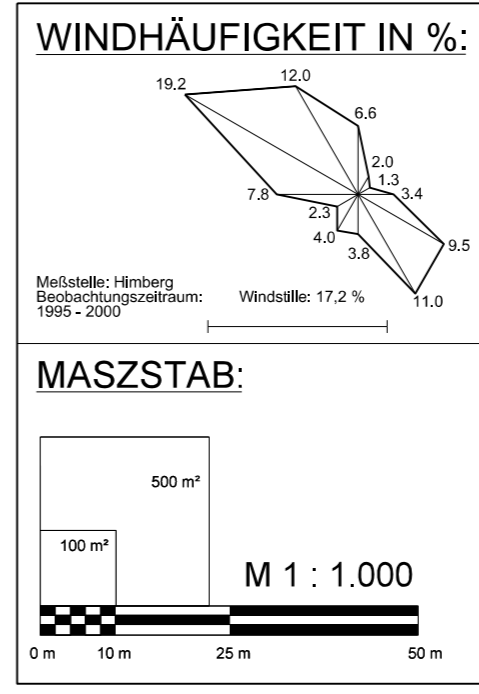 WINDHÄUFIGKEIT IN %:
12.0
19.2
6.6
2.0
1.3
3.4
7.8
2.3
4.0
3.8
9.5
11.0
Meßstelle: Himberg
Beobachtungszeitraum:
1995 - 2000
Windstille: 17,2 %
MASZSTAB:
500 m²
100 m²
M 1 : 1.000
0 m 10 m 25 m 50 m